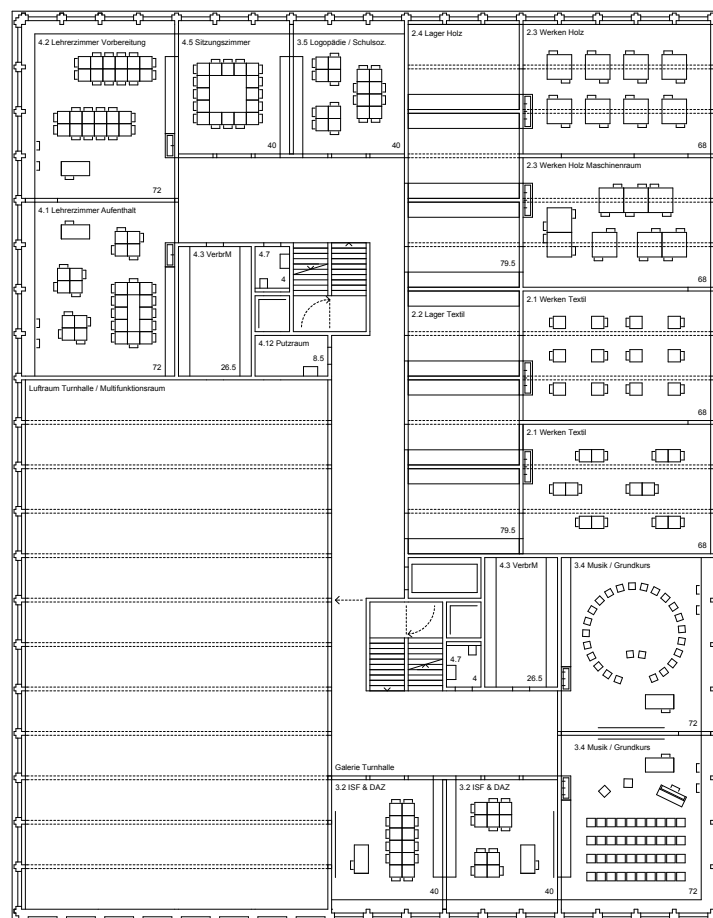 4.2 Lehrerzimmer Vorbereitung
4.5 Sitzungszimmer
3.5 Logopädie / Schulsoz.
2.4 Lager Holz
2.3 Werken Holz
40
40
68
72
2.3 Werken Holz Maschinenraum
4.1 Lehrerzimmer Aufenthalt
4.3 VerbrM
4.7
4
79.5
68
2.1 Werken Textil
2.2 Lager Textil
4.12 Putzraum
8.5
72
26.5
Luftraum Turnhalle / Multifunktionsraum
68
2.1 Werken Textil
79.5
68
4.3 VerbrM
3.4 Musik / Grundkurs
4.7
4
26.5
72
3.4 Musik / Grundkurs
Galerie Turnhalle
3.2 ISF & DAZ
3.2 ISF & DAZ
40
40
72